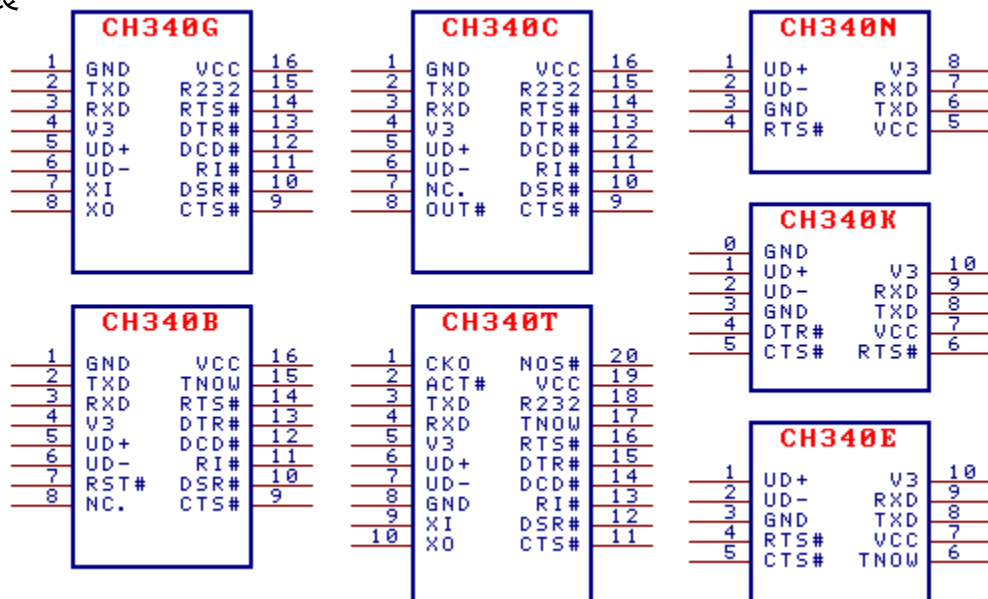 装
CH340G
1 GND VCC 16
2 TXD R232 15
3 RXD RTS# 14
4 V3 DTR# 13
5 UD+ DCD# 12
6 UD- RI# 11
7 XI DSR# 10
8 XO CTS# 9
CH340C
1 GND VCC 16
2 TXD R232 15
3 RXD RTS# 14
4 V3 DTR# 13
5 UD+ DCD# 12
6 UD- RI# 11
7 NC. DSR# 10
8 OUT# CTS# 9
CH340N
1 UD+ V3 8
2 UD- RXD 7
3 GND TXD 6
4 RTS# VCC 5
CH340K
0 GND
1 UD+ V3 10
2 UD- RXD 9
3 GND TXD 8
4 DTR# VCC 7
5 CTS# RTS# 6
CH340B
1 GND VCC 16
2 TXD TNOW 15
3 RXD RTS# 14
4 V3 DTR# 13
5 UD+ DCD# 12
6 UD- RI# 11
7 RST# DSR# 10
8 NC. CTS# 9
CH340T
1 CKO NOS# 20
2 ACT# VCC 19
3 TXD R232 18
4 RXD TNOW 17
5 V3 RTS# 16
6 UD+ DTR# 15
7 UD- DCD# 14
8 GND RI# 13
9 XI DSR# 12
10 XO CTS# 11
CH340E
1 UD+ V3 10
2 UD- RXD 9
3 GND TXD 8
4 RTS# VCC 7
5 CTS# TNOW 6